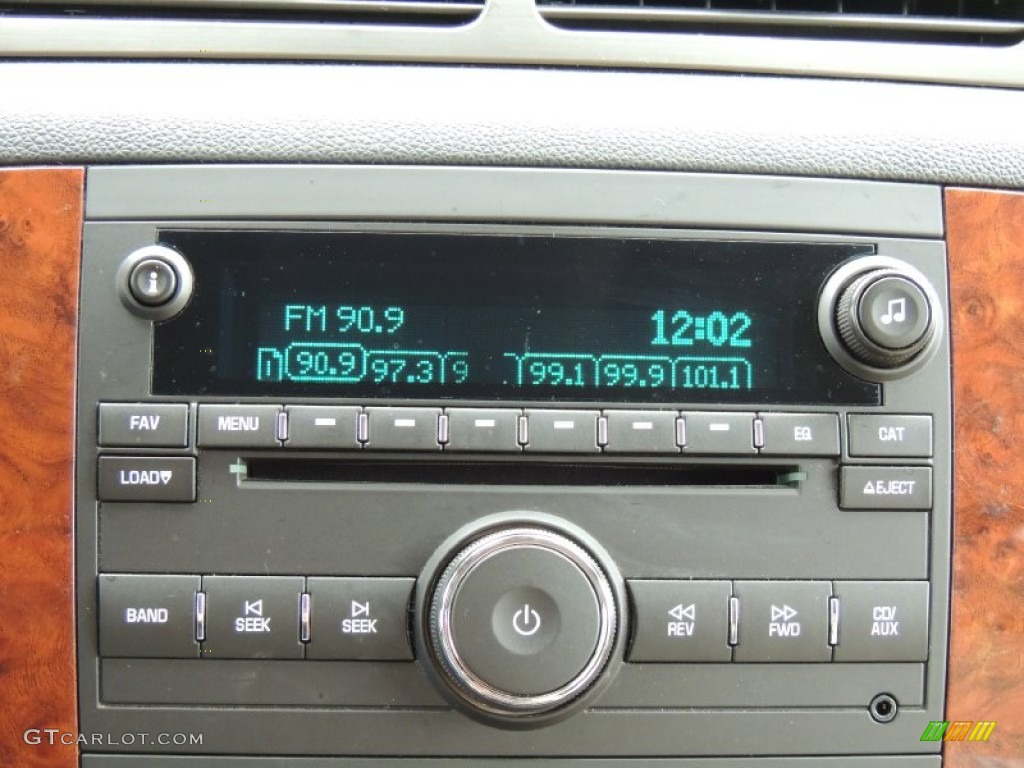 i
FM 90.9 12:02
1 90.9 97.3 9 99.1 99.9 101.1
FAV MENU EQ CAT
LOAD EJECT
BAND SEEK SEEK REV FWD CD/AUX
GTCARLOT.COM